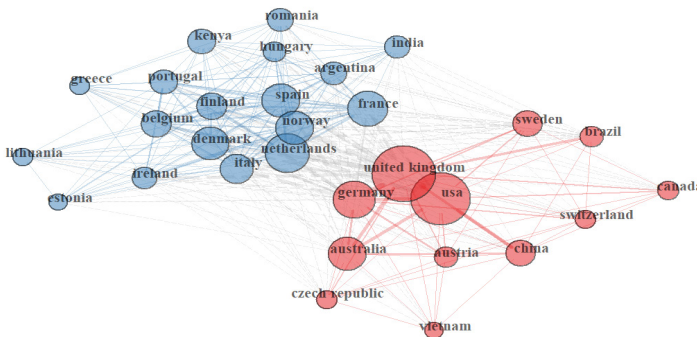 romania
kenya
hungary
india
greece
portugal
argentina
spain
france
finland
belgium
norway
sweden
brazil
denmark
netherlands
lithuania
italy
united kingdom
ireland
germany
usa
canada
estonia
switzerland
australia
austria
china
czech republic
vietnam